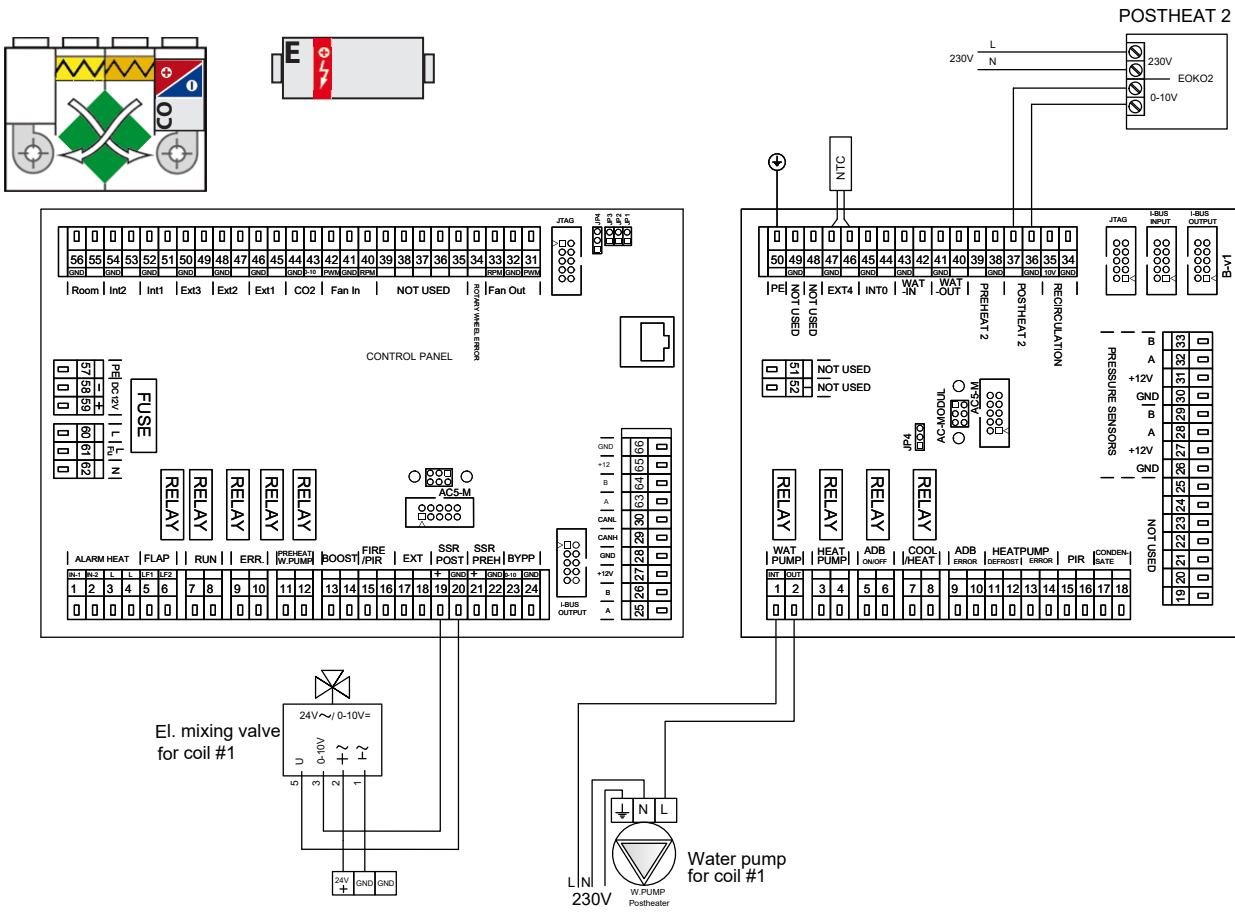 POSTHEAT 2
E
CO
230V
L
N
230V
EOKO2
0-10V
NTC
JTAG
JP4
JP3
JP2
JP1
56 55 54 53 52 51 50 49 48 47 46 45 44 43 42 41 40 39 38 37 36 35 34 33 32 31
GND GND GND GND GND GND GND 0-10 PWM GND RPM RPM GND PWM
Room Int2 Int1 Ext3 Ext2 Ext1 CO2 Fan In NOT USED ROTARY WHEEL ERROR Fan Out
CONTROL PANEL
57 PE
58 - DC 12V
59 +
60 L
61 L Fu
62 N
FUSE
RELAY RELAY RELAY RELAY RELAY
AC5-M
ALARM HEAT FLAP RUN ERR. PREHEAT W.PUMP BOOST FIRE /PIR EXT SSR POST SSR PREH BYPP
IN-1 IN-2 L L LF1 LF2 + GND + GND 0-10 GND
1 2 3 4 5 6 7 8 9 10 11 12 13 14 15 16 17 18 19 20 21 22 23 24
I-BUS OUTPUT
GND 66
+12 65
B 64
A 63
CANL 30
CANH 29
GND 28
+12V 27
B 26
A 25
50 49 48 47 46 45 44 43 42 41 40 39 38 37 36 35 34
GND GND GND GND GND GND GND 10V GND
PE NOT USED NOT USED EXT4 INT0 WAT -IN WAT -OUT PREHEAT 2 POSTHEAT 2 RECIRCULATION
JTAG
I-BUS INPUT
I-BUS OUTPUT
B-v1
51 NOT USED
52 NOT USED
JP4
AC-MODUL
AC5-M
PRESSURE SENSORS
B 33
A 32
+12V 31
GND 30
B 29
A 28
+12V 27
GND 26
25
24
23
22
21
20
19
NOT USED
RELAY RELAY RELAY RELAY
WAT PUMP HEAT PUMP ADB ON/OFF COOL /HEAT ADB ERROR HEATPUMP DEFROST ERROR PIR CONDEN- SATE
INT OUT
1 2 3 4 5 6 7 8 9 10 11 12 13 14 15 16 17 18
El. mixing valve
for coil #1
24V~/ 0-10V=
U 0-10V
5 3 2 1
24V + GND GND
N L
Water pump
for coil #1
L N
230V
W.PUMP
Postheater